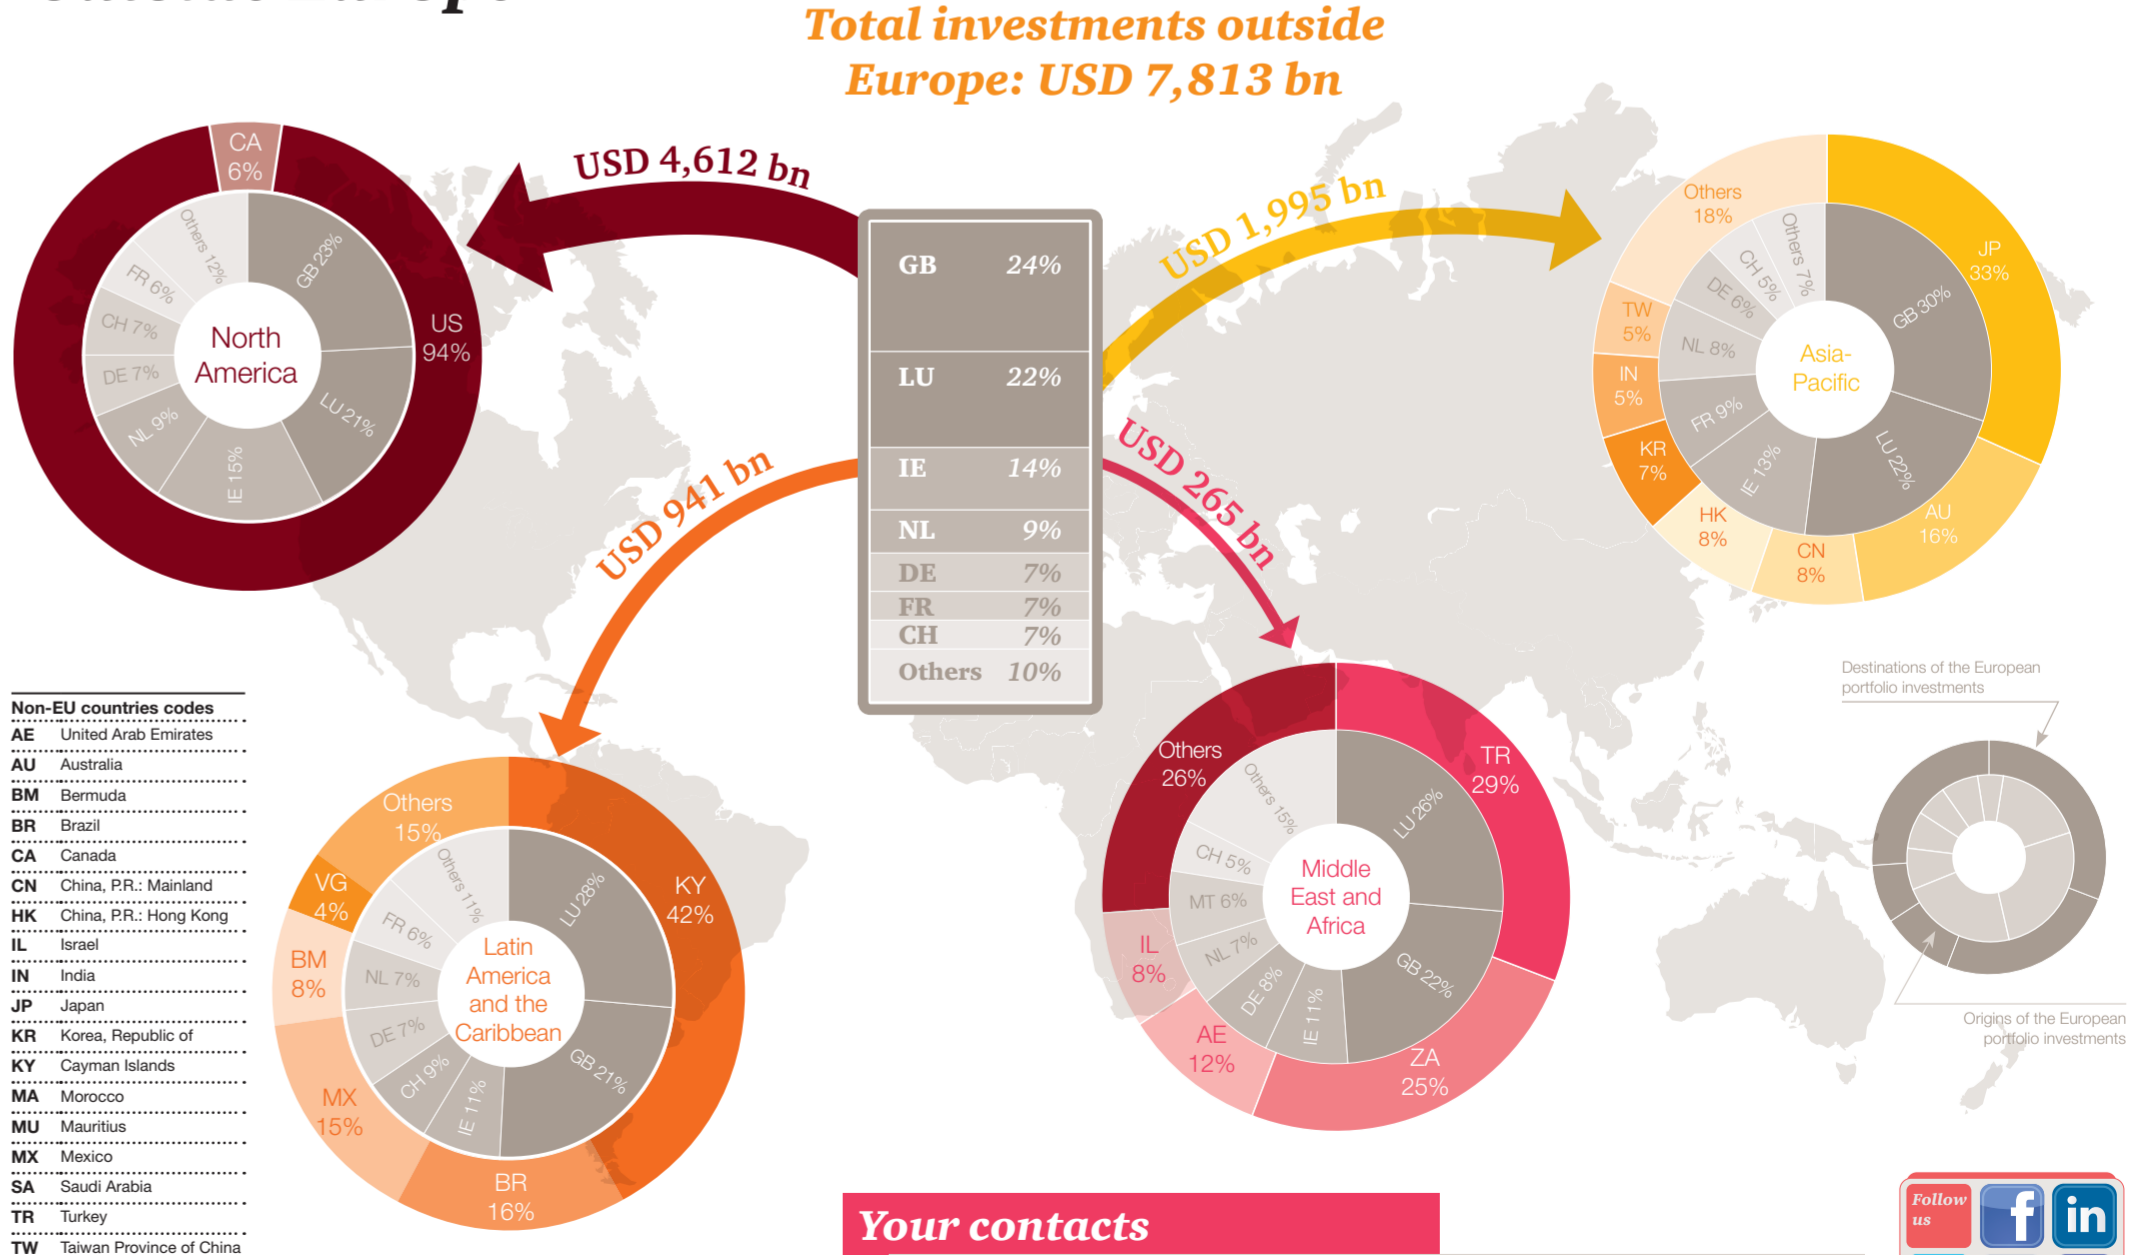 Total investments outside
Europe: USD 7,813 bn
USD 4,612 bn
USD 1,995 bn
USD 941 bn
USD 265 bn
GB 24%
LU 22%
IE 14%
NL 9%
DE 7%
FR 7%
CH 7%
Others 10%
CA
6%
US
94%
GB 23%
LU 21%
IE 15%
NL 9%
DE 7%
CH 7%
FR 6%
Others 12%
North
America
JP
33%
AU
16%
CN
8%
HK
8%
KR
7%
IN
5%
TW
5%
Others
18%
GB 30%
LU 22%
IE 13%
FR 9%
NL 8%
DE 6%
CH 5%
Others 7%
Asia-
Pacific
Non-EU countries codes
AE United Arab Emirates
AU Australia
BM Bermuda
BR Brazil
CA Canada
CN China, P.R.: Mainland
HK China, P.R.: Hong Kong
IL Israel
IN India
JP Japan
KR Korea, Republic of
KY Cayman Islands
MA Morocco
MU Mauritius
MX Mexico
SA Saudi Arabia
TR Turkey
TW Taiwan Province of China
KY
42%
BR
16%
MX
15%
BM
8%
VG
4%
Others
15%
LU 28%
GB 21%
IE 11%
CH 9%
DE 7%
NL 7%
FR 6%
Others 11%
Latin
America
and the
Caribbean
TR
29%
ZA
25%
AE
12%
IL
8%
Others
26%
LU 26%
GB 22%
IE 11%
DE 8%
NL 7%
MT 6%
CH 5%
Others 15%
Middle
East and
Africa
Destinations of the European
portfolio investments
Origins of the European
portfolio investments
Your contacts
Follow
us
f
in